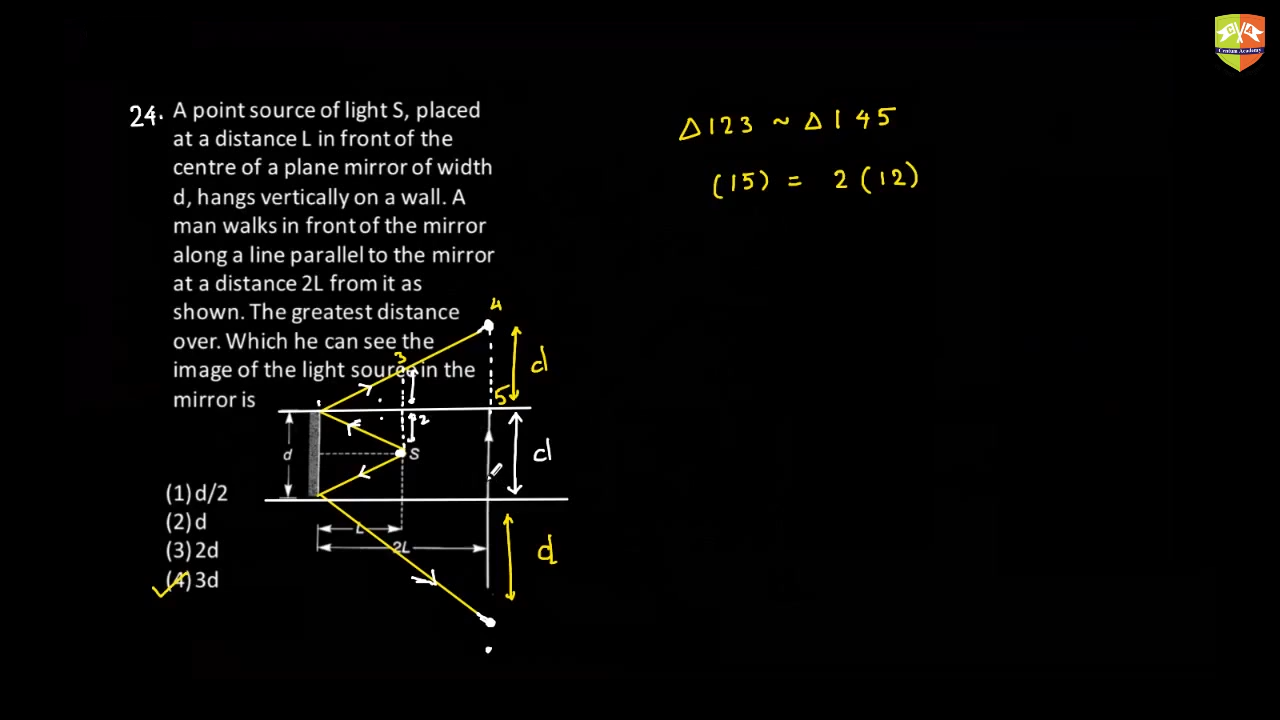 24. A point source of light S, placed
at a distance L in front of the
centre of a plane mirror of width
d, hangs vertically on a wall. A
man walks in front of the mirror
along a line parallel to the mirror
at a distance 2L from it as
shown. The greatest distance
over. Which he can see the
image of the light source in the
mirror is
(1) d/2
(2) d
(3) 2d
(4) 3d
Δ123 ~ Δ145
(15) = 2(12)
4
3
d
5
1
2
d
S
d
L
2L
d
Centum Academy